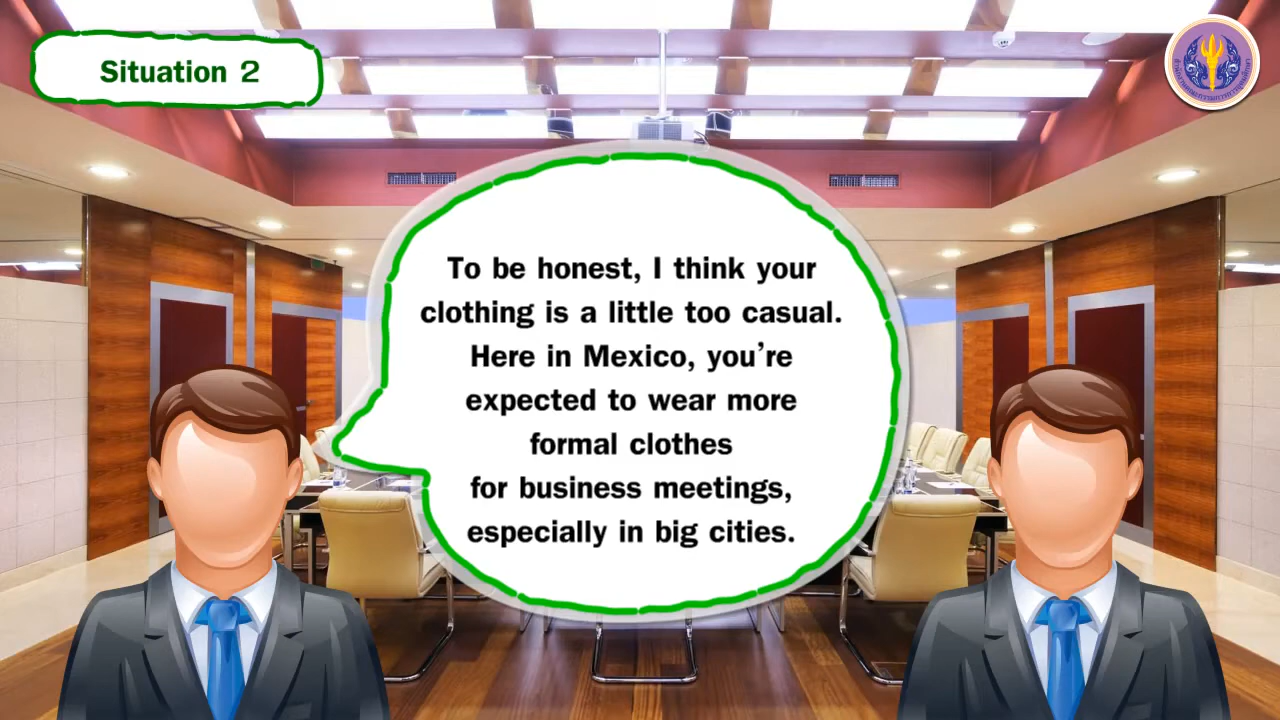 Situation 2
To be honest, I think your
clothing is a little too casual.
Here in Mexico, you’re
expected to wear more
formal clothes
for business meetings,
especially in big cities.